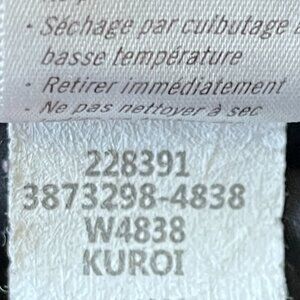 · Séchage par culbutage à
basse température
· Retirer immédiatement
· Ne pas nettoyer à sec
228391
3873298-4838
W4838
KUROI